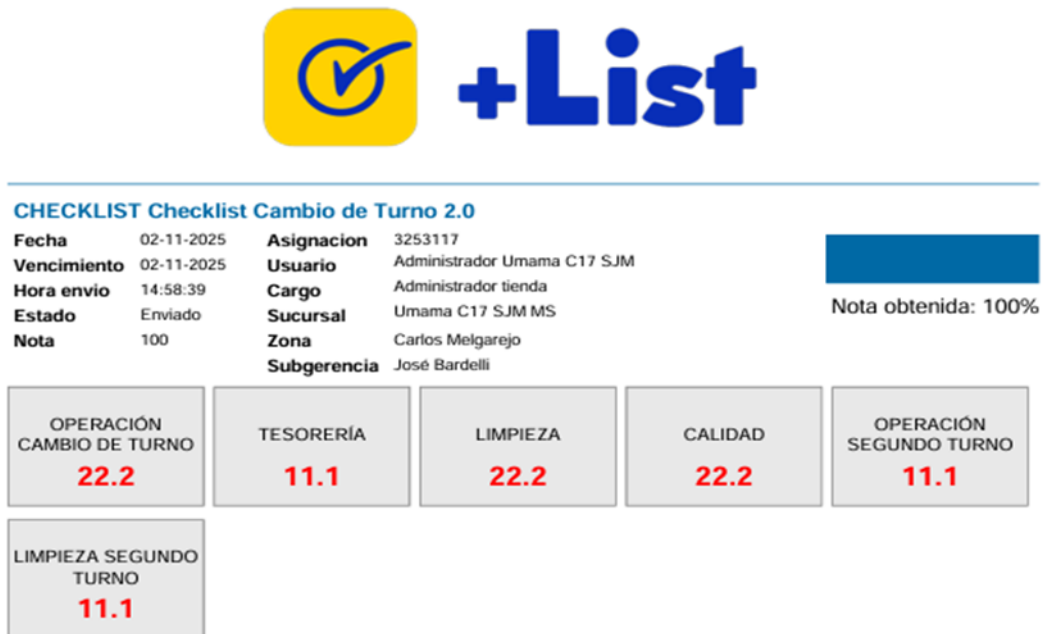 +List
CHECKLIST Checklist Cambio de Turno 2.0
Fecha 02-11-2025 Asignacion 3253117
Vencimiento 02-11-2025 Usuario Administrador Umama C17 SJM
Hora envio 14:58:39 Cargo Administrador tienda
Estado Enviado Sucursal Umama C17 SJM MS
Nota 100 Zona Carlos Melgarejo
Subgerencia José Bardelli
Nota obtenida: 100%
OPERACIÓN
CAMBIO DE TURNO
22.2
TESORERÍA
11.1
LIMPIEZA
22.2
CALIDAD
22.2
OPERACIÓN
SEGUNDO TURNO
11.1
LIMPIEZA SEGUNDO
TURNO
11.1